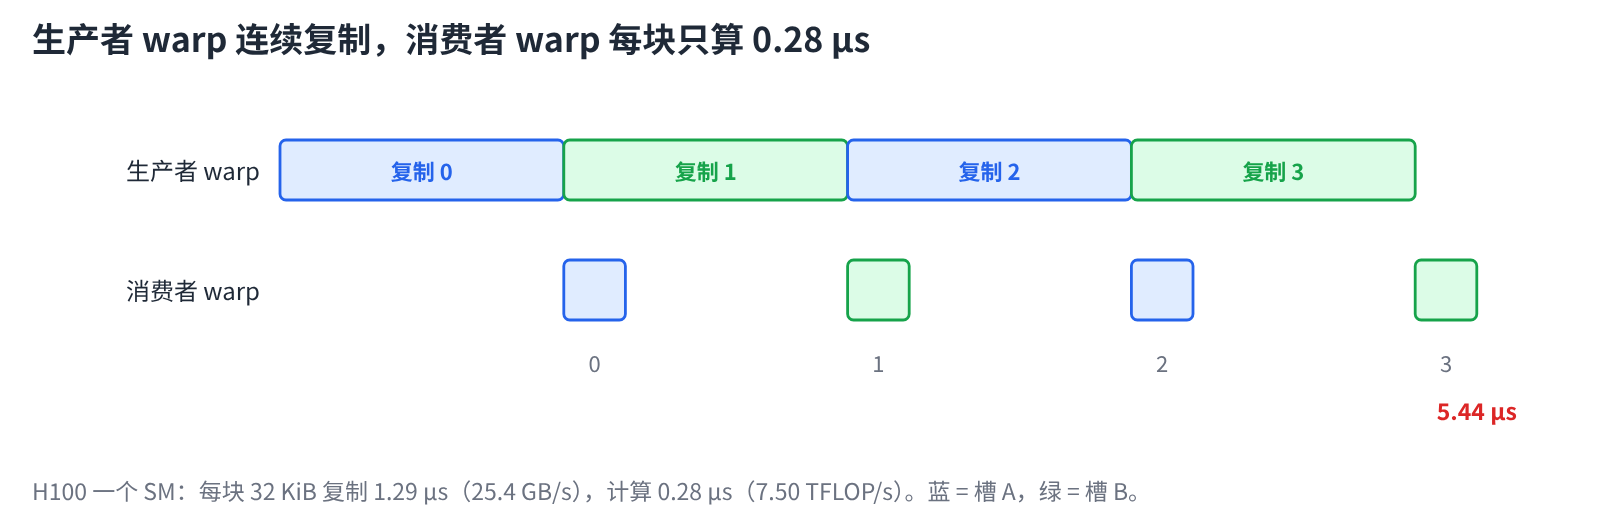 生产者 warp 连续复制，消费者 warp 每块只算 0.28 μs
生产者 warp
复制 0
复制 1
复制 2
复制 3
消费者 warp
0
1
2
3
5.44 μs
H100 一个 SM：每块 32 KiB 复制 1.29 μs（25.4 GB/s），计算 0.28 μs（7.50 TFLOP/s）。蓝 = 槽 A，绿 = 槽 B。